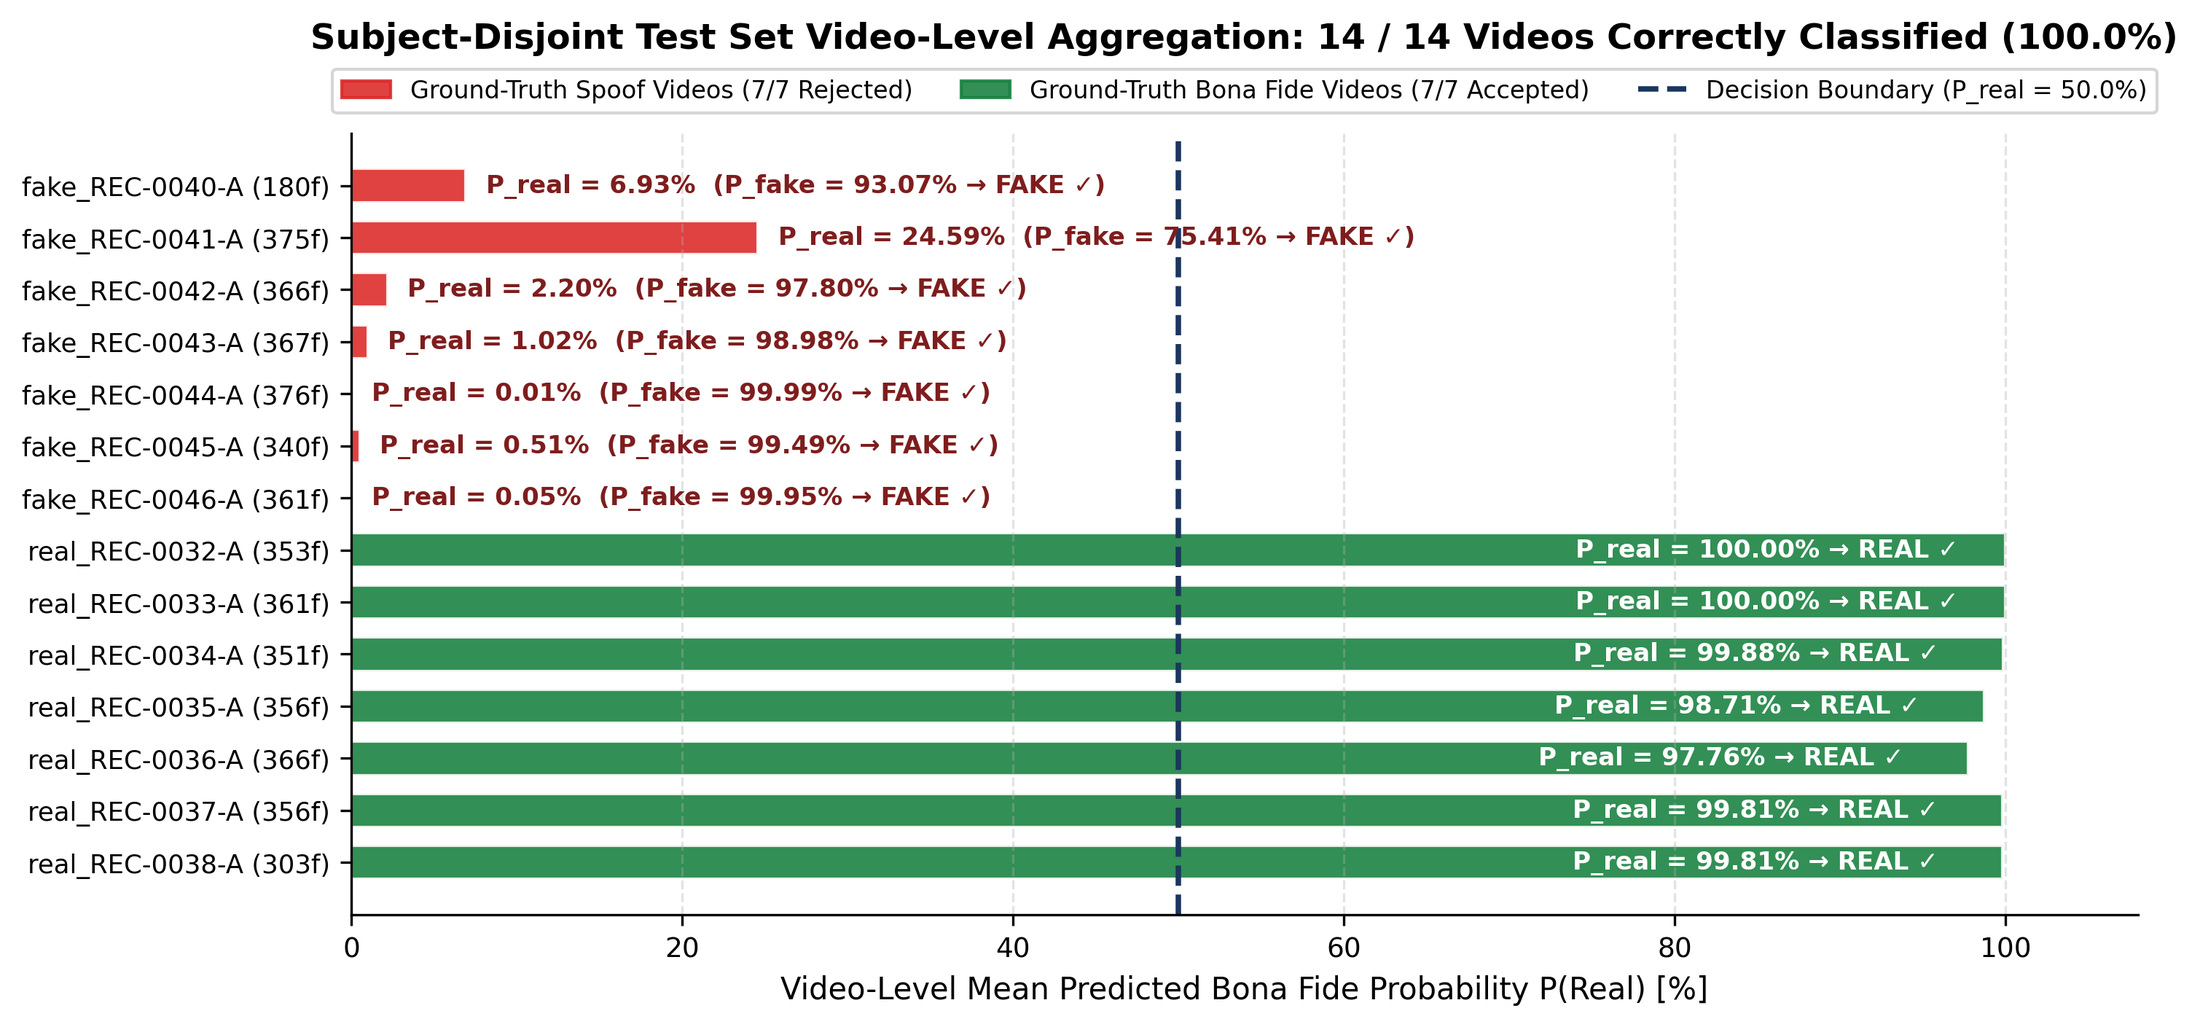 Subject-Disjoint Test Set Video-Level Aggregation: 14 / 14 Videos Correctly Classified (100.0%)
Ground-Truth Spoof Videos (7/7 Rejected) Ground-Truth Bona Fide Videos (7/7 Accepted) Decision Boundary (P_real = 50.0%)
fake_REC-0040-A (180f) P_real = 6.93% (P_fake = 93.07% → FAKE ✓)
fake_REC-0041-A (375f) P_real = 24.59% (P_fake = 75.41% → FAKE ✓)
fake_REC-0042-A (366f) P_real = 2.20% (P_fake = 97.80% → FAKE ✓)
fake_REC-0043-A (367f) P_real = 1.02% (P_fake = 98.98% → FAKE ✓)
fake_REC-0044-A (376f) P_real = 0.01% (P_fake = 99.99% → FAKE ✓)
fake_REC-0045-A (340f) P_real = 0.51% (P_fake = 99.49% → FAKE ✓)
fake_REC-0046-A (361f) P_real = 0.05% (P_fake = 99.95% → FAKE ✓)
real_REC-0032-A (353f) P_real = 100.00% → REAL ✓
real_REC-0033-A (361f) P_real = 100.00% → REAL ✓
real_REC-0034-A (351f) P_real = 99.88% → REAL ✓
real_REC-0035-A (356f) P_real = 98.71% → REAL ✓
real_REC-0036-A (366f) P_real = 97.76% → REAL ✓
real_REC-0037-A (356f) P_real = 99.81% → REAL ✓
real_REC-0038-A (303f) P_real = 99.81% → REAL ✓
0 20 40 60 80 100
Video-Level Mean Predicted Bona Fide Probability P(Real) [%]